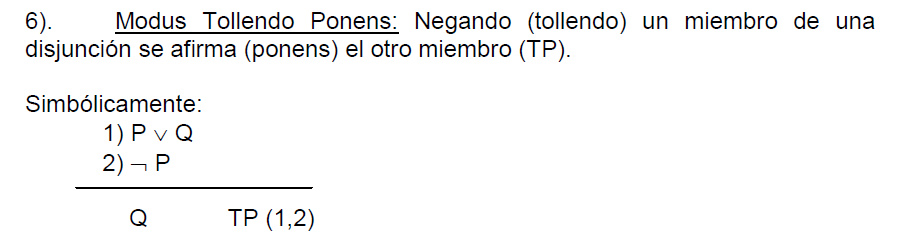 6). Modus Tollendo Ponens: Negando (tollendo) un miembro de una
disjunción se afirma (ponens) el otro miembro (TP).
Simbólicamente:
1) P ∨ Q
2) ¬ P
Q TP (1,2)